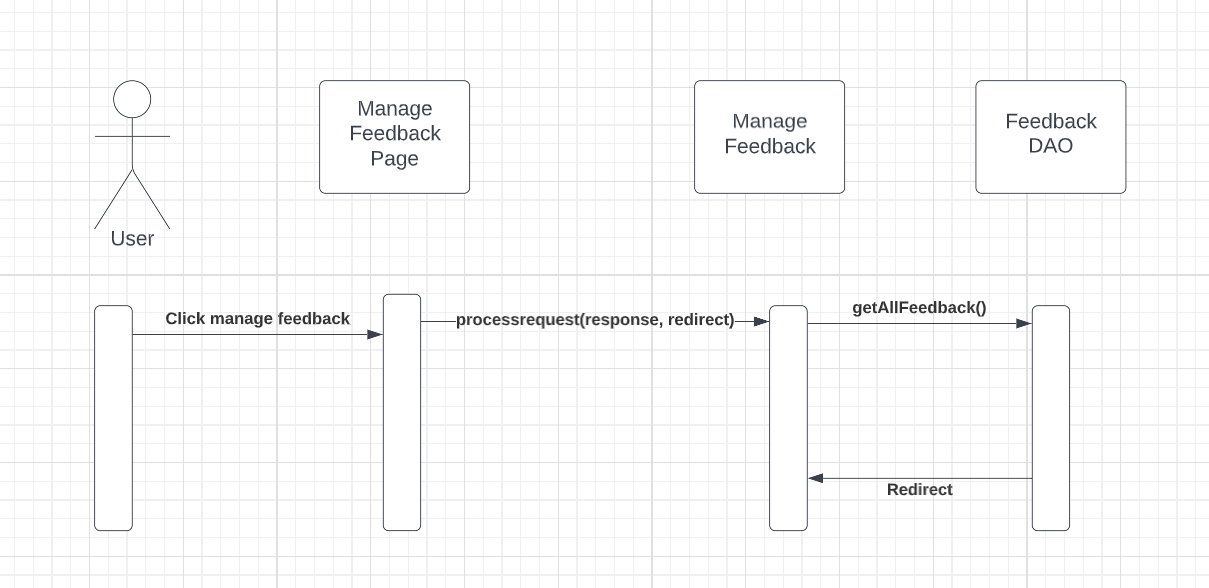 Manage
Feedback
Page
Manage
Feedback
Feedback
DAO
User
Click manage feedback
processrequest(response, redirect)
getAllFeedback()
Redirect